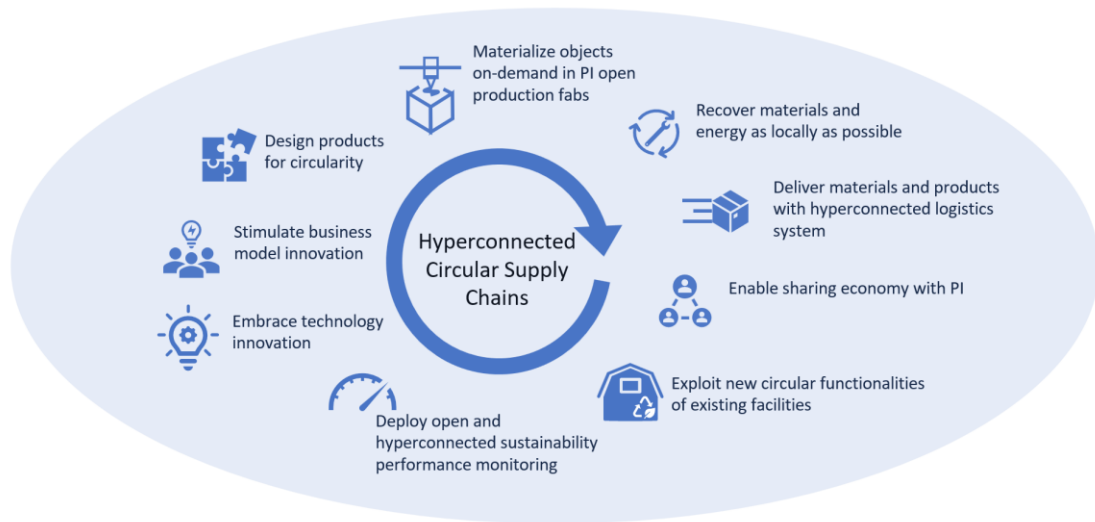 Materialize objects
on-demand in PI open
production fabs
Recover materials and
energy as locally as possible
Deliver materials and products
with hyperconnected logistics
system
Enable sharing economy with PI
Exploit new circular functionalities
of existing facilities
Deploy open and
hyperconnected sustainability
performance monitoring
Embrace technology
innovation
Stimulate business
model innovation
Design products
for circularity
Hyperconnected
Circular Supply
Chains